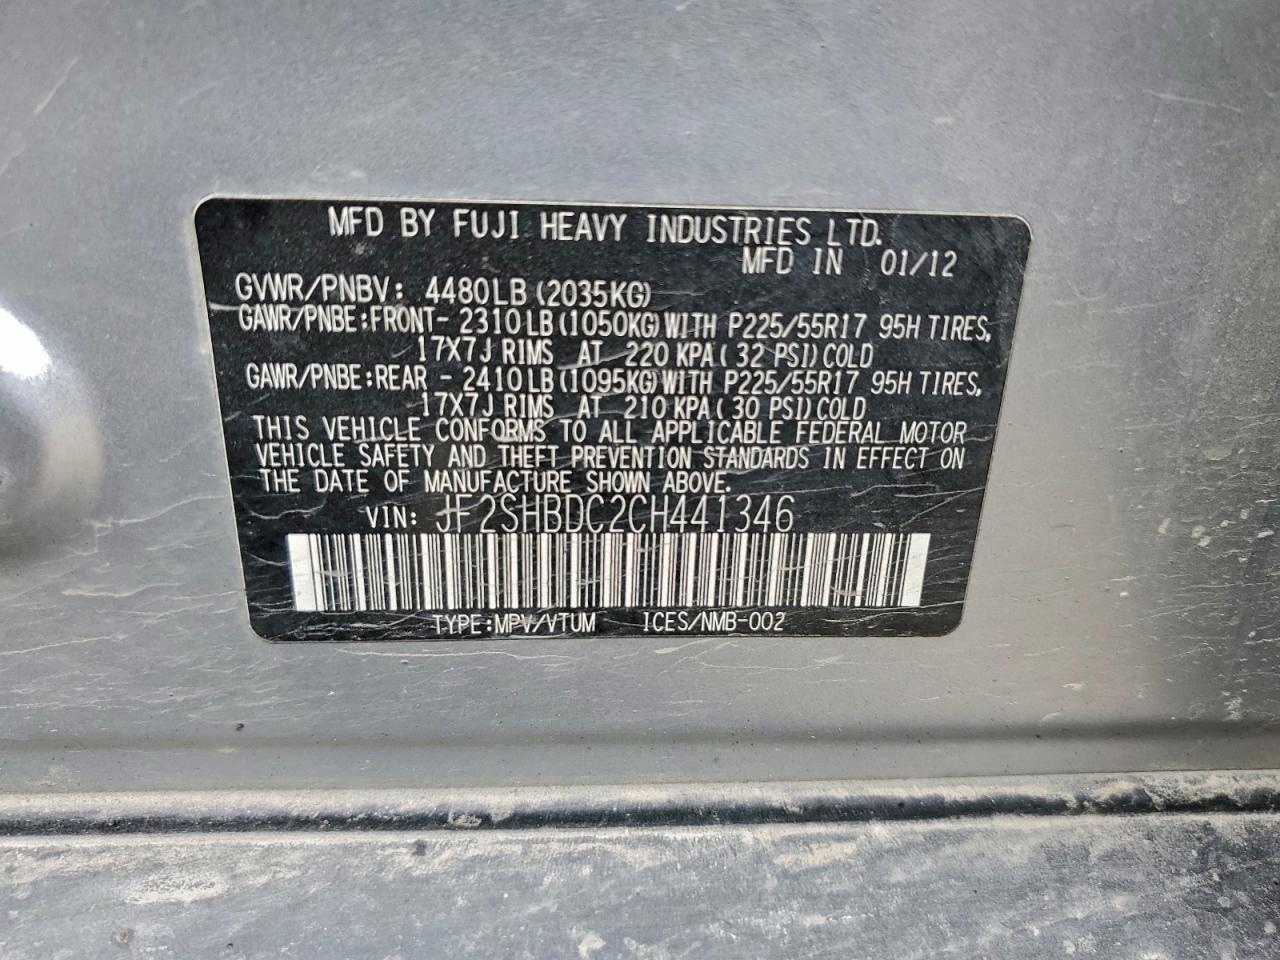 MFD BY FUJI HEAVY INDUSTRIES LTD.
MFD IN 01/12
GVWR/PNBV: 4480LB (2035KG)
GAWR/PNBE:FRONT- 2310LB(1050KG)WITH P225/55R17 95H TIRES,
17X7J RIMS AT 220 KPA(32 PSI)COLD
GAWR/PNBE:REAR - 2410LB(1095KG)WITH P225/55R17 95H TIRES,
17X7J RIMS AT 210 KPA(30 PSI)COLD
THIS VEHICLE CONFORMS TO ALL APPLICABLE FEDERAL MOTOR
VEHICLE SAFETY AND THEFT PREVENTION STANDARDS IN EFFECT ON
THE DATE OF MANUFACTURE SHOWN ABOVE.
VIN: JF2SHBDC2CH441346
TYPE:MPV/VTUM ICES/NMB-002